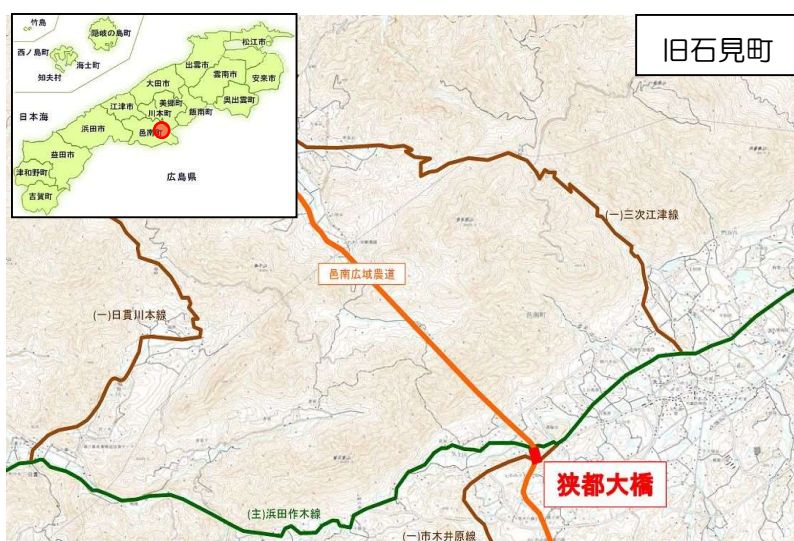 旧石見町
竹島
隠岐の島町
西ノ島町
海士町
知夫村
松江市
出雲市
雲南市
安来市
大田市
奥出雲町
美郷町
江津市
川本町
飯南町
日本海
浜田市
邑南町
益田市
広島県
津和野町
吉賀町
(一)三次江津線
邑南広域農道
(一)日貫川本線
邑南町
狭都大橋
(主)浜田作木線
(一)市木井原線